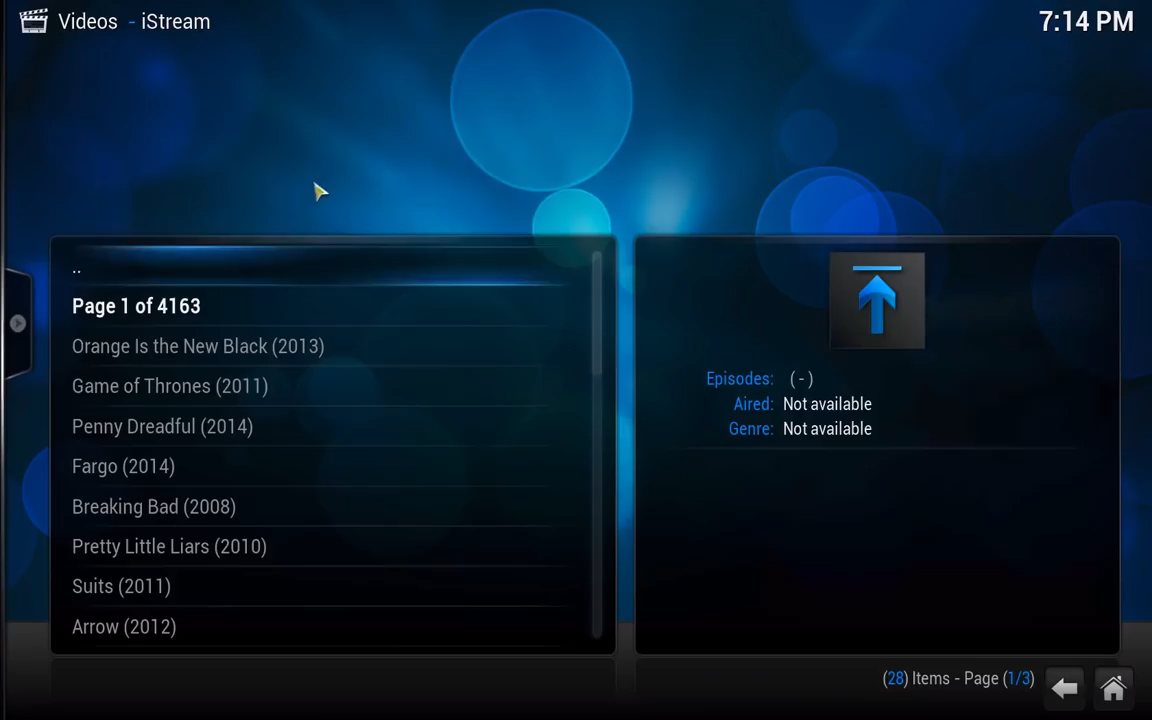 Videos - iStream
7:14 PM
..
Page 1 of 4163
Orange Is the New Black (2013)
Game of Thrones (2011)
Penny Dreadful (2014)
Fargo (2014)
Breaking Bad (2008)
Pretty Little Liars (2010)
Suits (2011)
Arrow (2012)
Episodes: ( - )
Aired: Not available
Genre: Not available
(28) Items - Page (1/3)